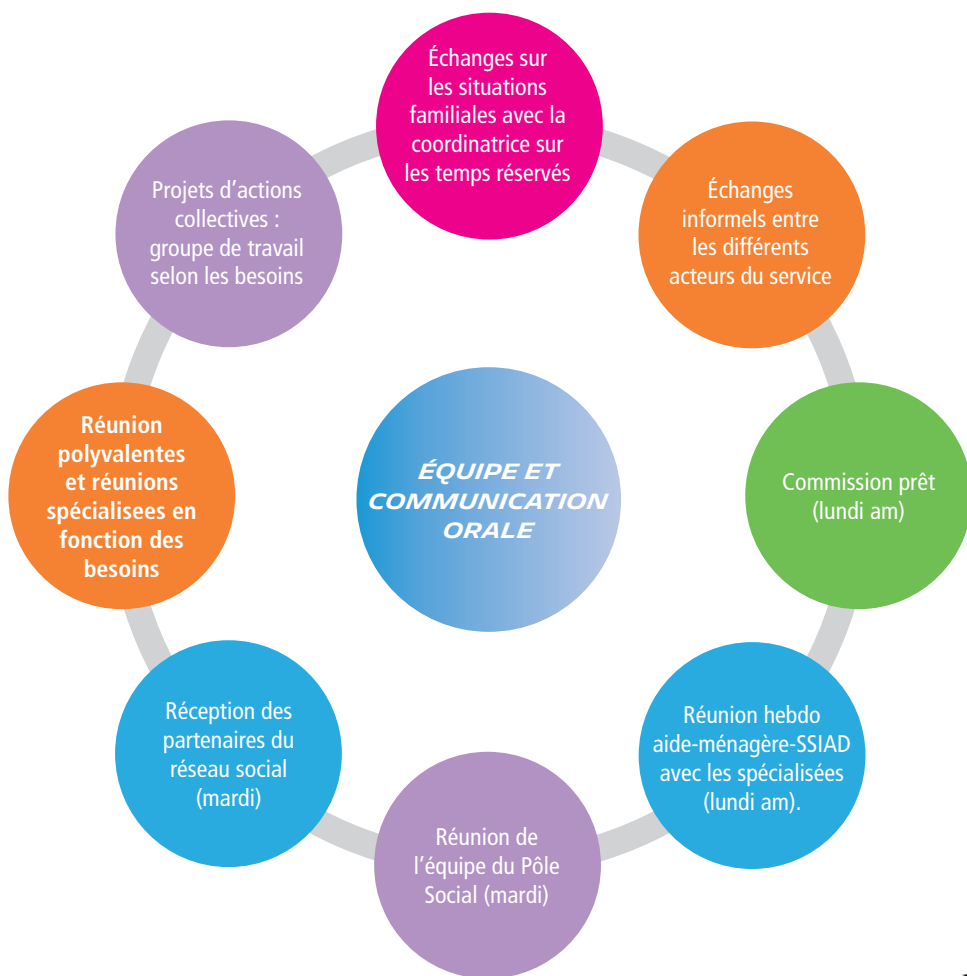 Échanges sur
les situations
familiales avec la
coordinatrice sur
les temps réservés
Échanges
informels entre
les différents
acteurs du service
Commission prêt
(lundi am)
Réunion hebdo
aide-ménagère-SSIAD
avec les spécialisées
(lundi am).
Réunion de
l'équipe du Pôle
Social (mardi)
Réception des
partenaires du
réseau social
(mardi)
Réunion
polyvalentes
et réunions
spécialisees en
fonction des
besoins
Projets d'actions
collectives :
groupe de travail
selon les besoins
ÉQUIPE ET
COMMUNICATION
ORALE